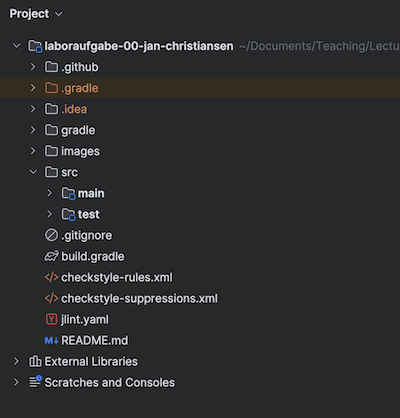 Project
laboraufgabe-00-jan-christiansen ~/Documents/Teaching/Lectu
.github
.gradle
.idea
gradle
images
src
main
test
.gitignore
build.gradle
checkstyle-rules.xml
checkstyle-suppressions.xml
jlint.yaml
README.md
External Libraries
Scratches and Consoles